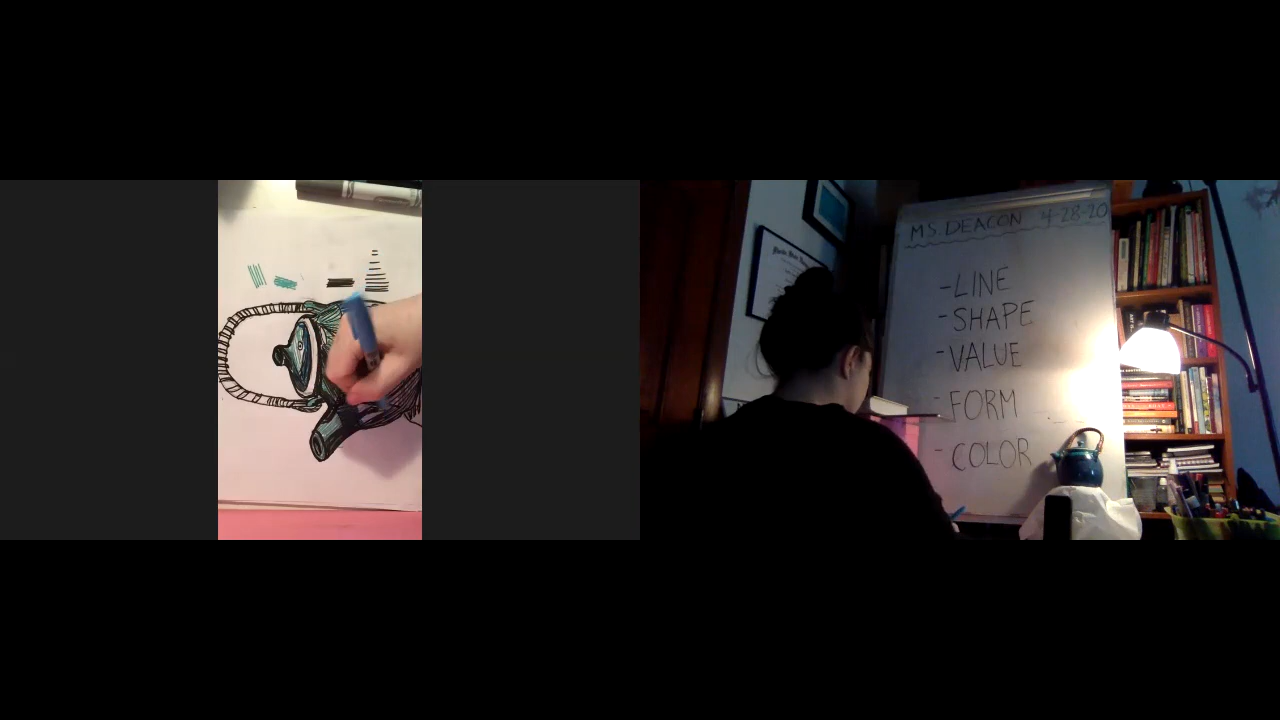 MS. DEACON 4-28-20
- LINE
- SHAPE
- VALUE
- FORM
- COLOR